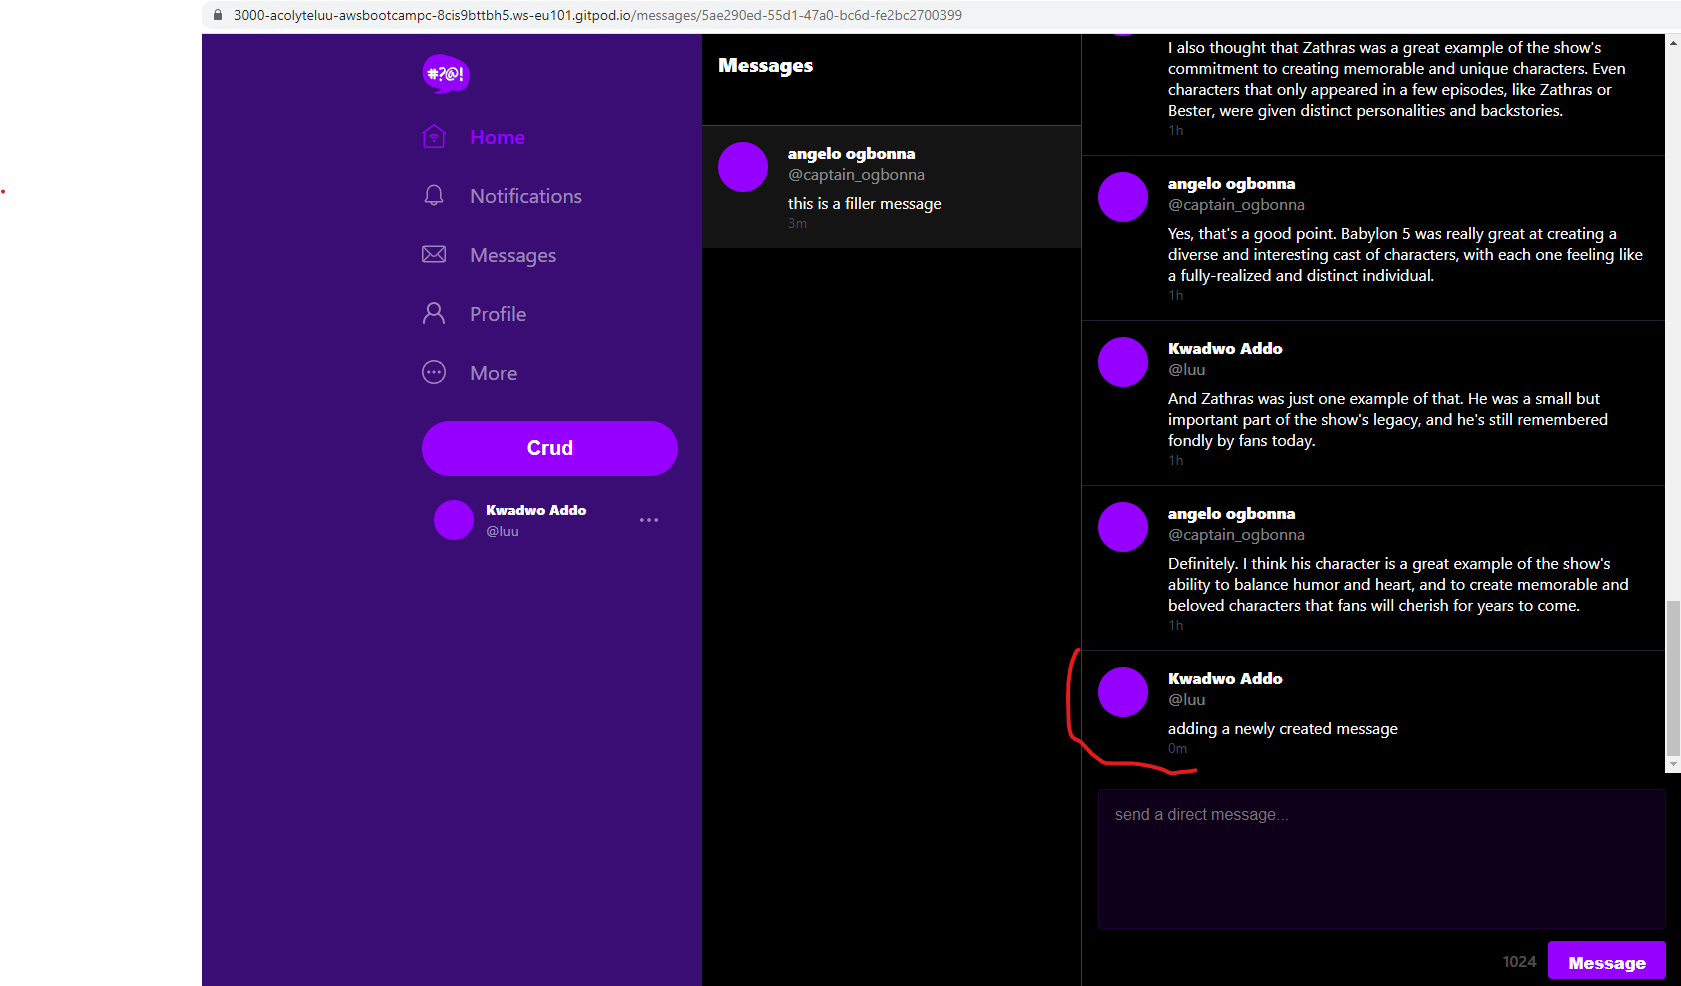 3000-acolyteluu-awsbootcampc-8cis9bttbh5.ws-eu101.gitpod.io/messages/5ae290ed-55d1-47a0-bc6d-fe2bc2700399
#?@!
Home
Notifications
Messages
Profile
More
Crud
Kwadwo Addo
@luu
Messages
angelo ogbonna
@captain_ogbonna
this is a filler message
3m
I also thought that Zathras was a great example of the show's
commitment to creating memorable and unique characters. Even
characters that only appeared in a few episodes, like Zathras or
Bester, were given distinct personalities and backstories.
1h
angelo ogbonna
@captain_ogbonna
Yes, that's a good point. Babylon 5 was really great at creating a
diverse and interesting cast of characters, with each one feeling like
a fully-realized and distinct individual.
1h
Kwadwo Addo
@luu
And Zathras was just one example of that. He was a small but
important part of the show's legacy, and he's still remembered
fondly by fans today.
1h
angelo ogbonna
@captain_ogbonna
Definitely. I think his character is a great example of the show's
ability to balance humor and heart, and to create memorable and
beloved characters that fans will cherish for years to come.
1h
Kwadwo Addo
@luu
adding a newly created message
0m
send a direct message...
1024
Message